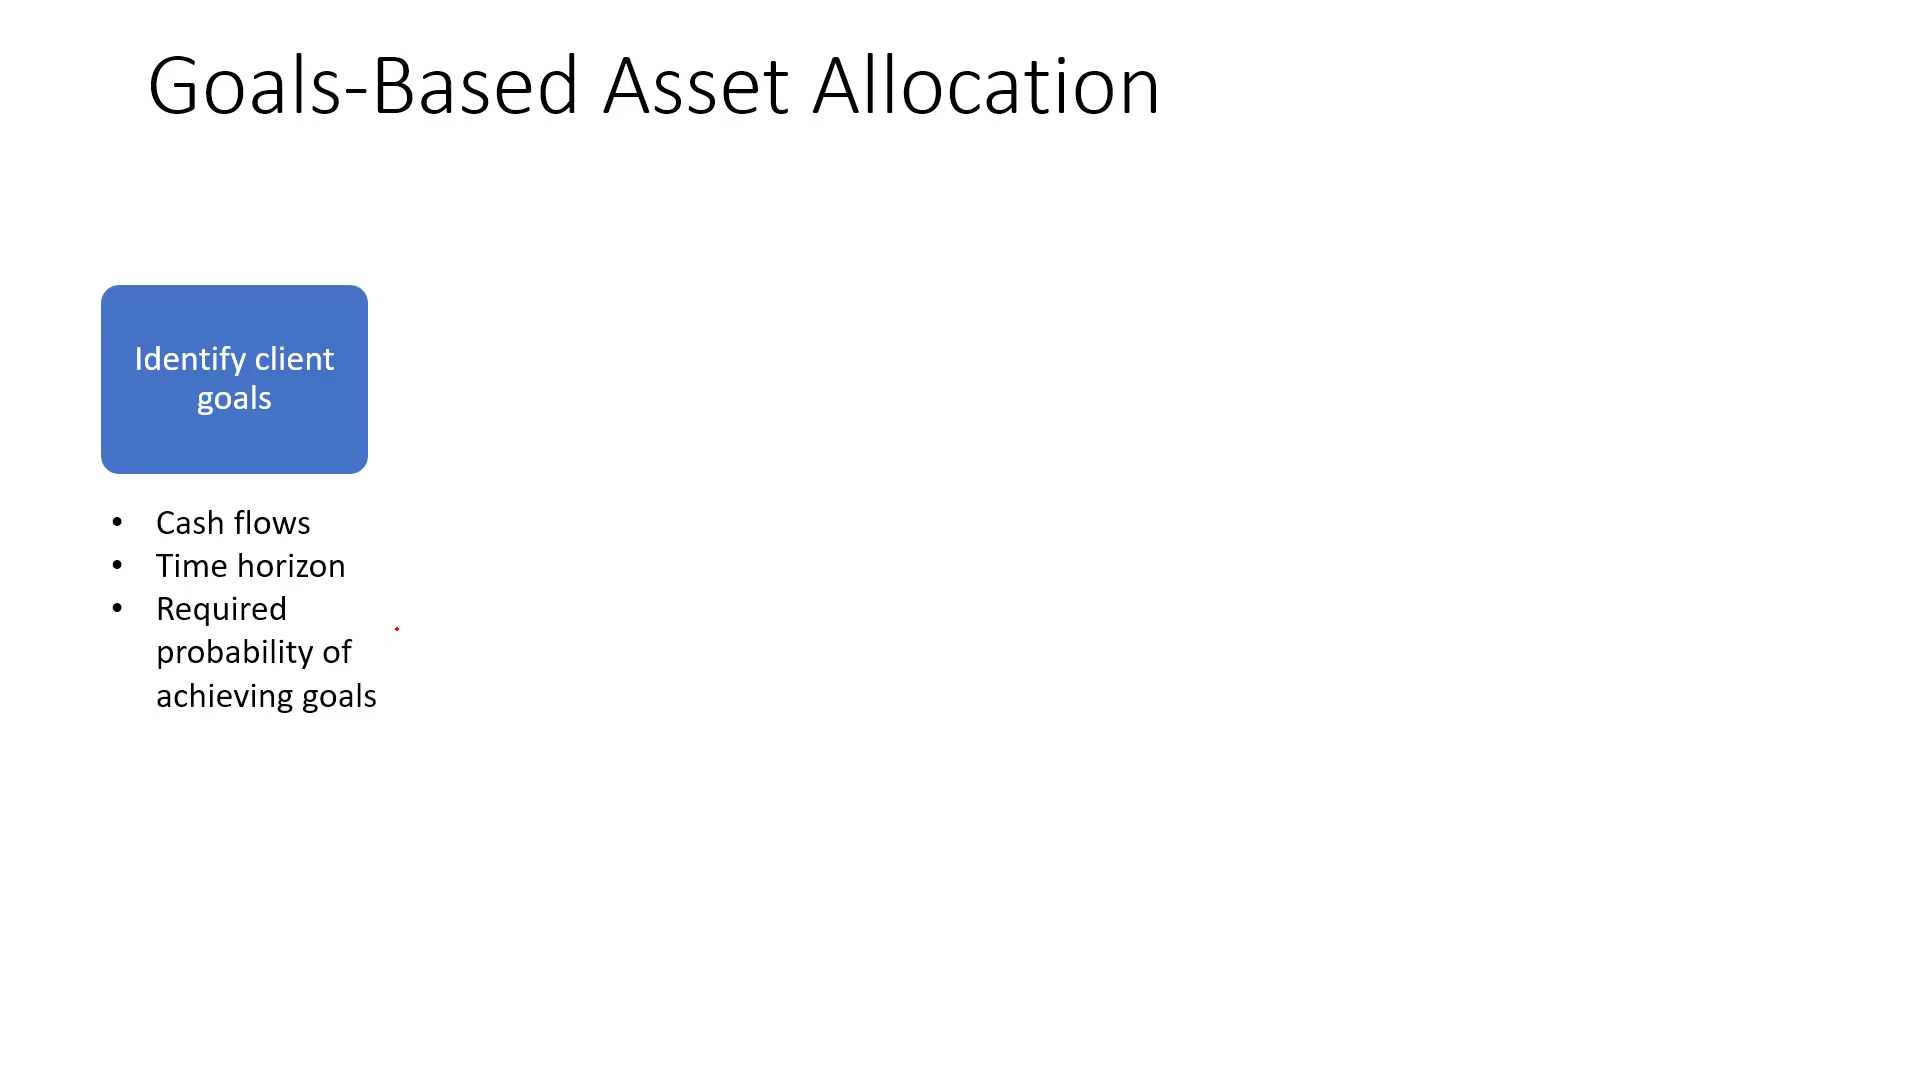 Goals-Based Asset Allocation
Identify client
goals
• Cash flows
• Time horizon
• Required
probability of
achieving goals